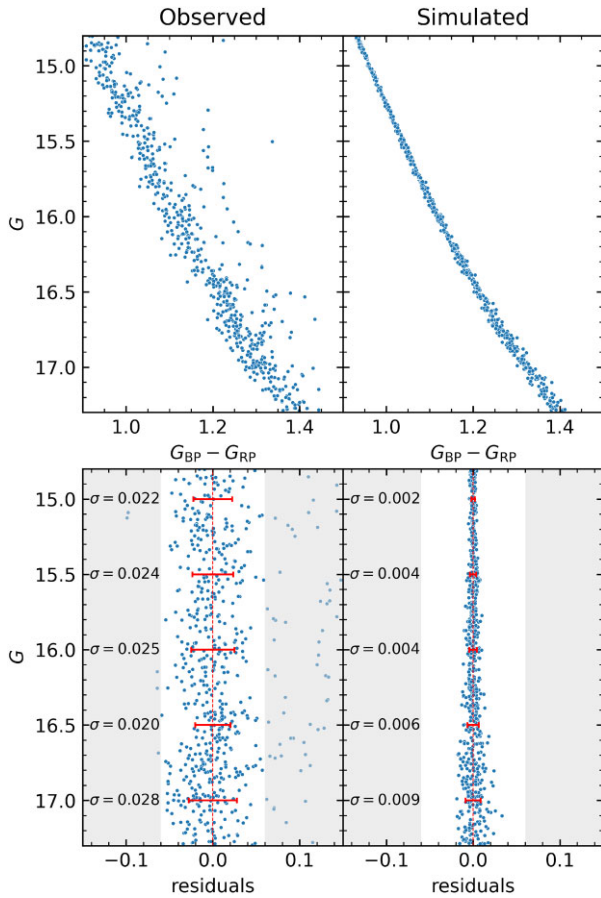 Observed Simulated
15.0
15.5
16.0
16.5
17.0
G
1.0 1.2 1.4 1.0 1.2 1.4
G_BP − G_RP G_BP − G_RP
15.0 σ = 0.022 σ = 0.002
15.5 σ = 0.024 σ = 0.004
16.0 σ = 0.025 σ = 0.004
16.5 σ = 0.020 σ = 0.006
17.0 σ = 0.028 σ = 0.009
G
−0.1 0.0 0.1 −0.1 0.0 0.1
residuals residuals